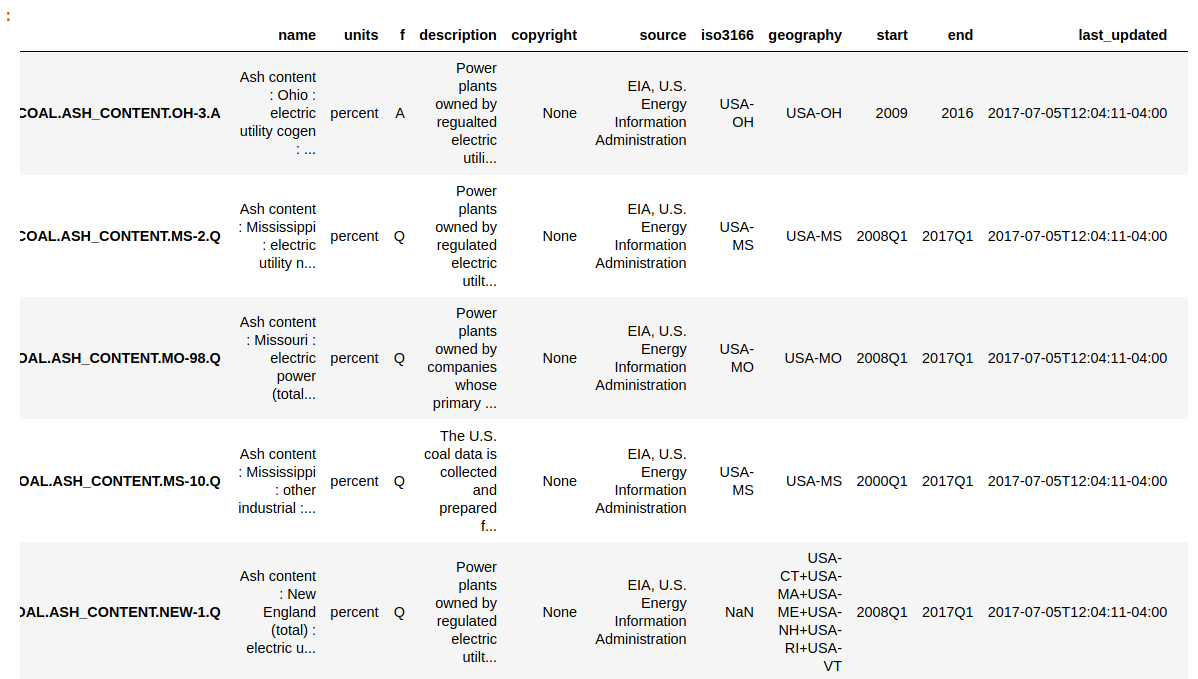 :
name units f description copyright source iso3166 geography start end last_updated
Power
plants
owned by
regualted
electric
utili...
Ash content
: Ohio :
electric
utility cogen
: ...
EIA, U.S.
Energy
Information
Administration
USA-
OH
COAL.ASH_CONTENT.OH-3.A percent A None USA-OH 2009 2016 2017-07-05T12:04:11-04:00
Power
plants
owned by
regulated
electric
utilt...
Ash content
: Mississippi
: electric
utility n...
EIA, U.S.
Energy
Information
Administration
USA-
MS
COAL.ASH_CONTENT.MS-2.Q percent Q None USA-MS 2008Q1 2017Q1 2017-07-05T12:04:11-04:00
Power
plants
owned by
companies
whose
primary ...
Ash content
: Missouri :
electric
power
(total...
EIA, U.S.
Energy
Information
Administration
USA-
MO
OAL.ASH_CONTENT.MO-98.Q percent Q None USA-MO 2008Q1 2017Q1 2017-07-05T12:04:11-04:00
The U.S.
coal data is
collected
and
prepared
f...
Ash content
: Mississippi
: other
industrial :...
EIA, U.S.
Energy
Information
Administration
USA-
MS
OAL.ASH_CONTENT.MS-10.Q percent Q None USA-MS 2000Q1 2017Q1 2017-07-05T12:04:11-04:00
Power
plants
owned by
regulated
electric
utilt...
Ash content
: New
England
(total) :
electric u...
EIA, U.S.
Energy
Information
Administration
USA-
CT+USA-
MA+USA-
ME+USA-
NH+USA-
RI+USA-
VT
OAL.ASH_CONTENT.NEW-1.Q percent Q None NaN 2008Q1 2017Q1 2017-07-05T12:04:11-04:00